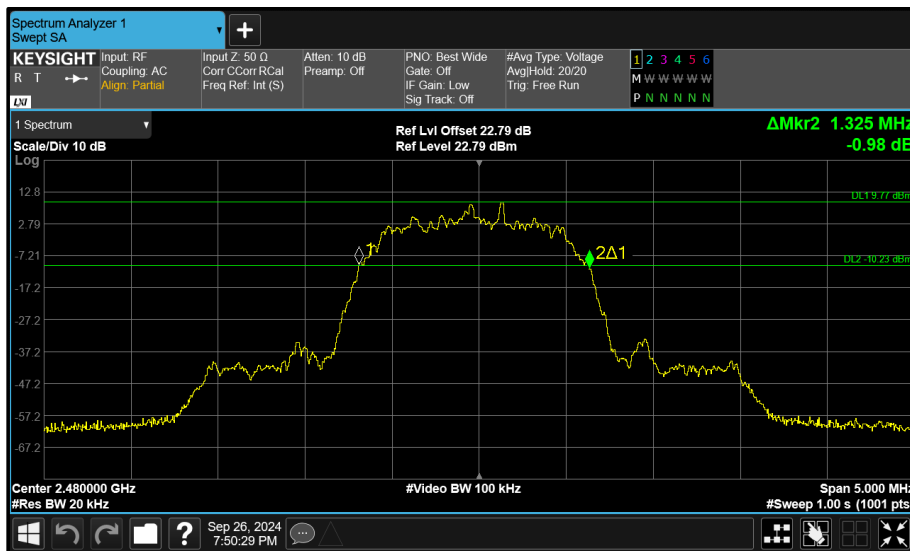 Spectrum Analyzer 1
Swept SA
KEYSIGHT
R T
LXI
Input: RF
Coupling: AC
Align: Partial
Input Z: 50 Ω
Corr CCorr RCal
Freq Ref: Int (S)
Atten: 10 dB
Preamp: Off
PNO: Best Wide
Gate: Off
IF Gain: Low
Sig Track: Off
#Avg Type: Voltage
Avg|Hold: 20/20
Trig: Free Run
1 2 3 4 5 6
M W W W W W
P N N N N N
1 Spectrum
Scale/Div 10 dB
Log
Ref Lvl Offset 22.79 dB
Ref Level 22.79 dBm
ΔMkr2 1.325 MHz
-0.98 dB
12.8
DL1 9.77 dBm
2.79
1
2Δ1
-7.21
DL2 -10.23 dBm
-17.2
-27.2
-37.2
-47.2
-57.2
-67.2
Center 2.480000 GHz
#Video BW 100 kHz
Span 5.000 MHz
#Res BW 20 kHz
#Sweep 1.00 s (1001 pts
?
Sep 26, 2024
7:50:29 PM